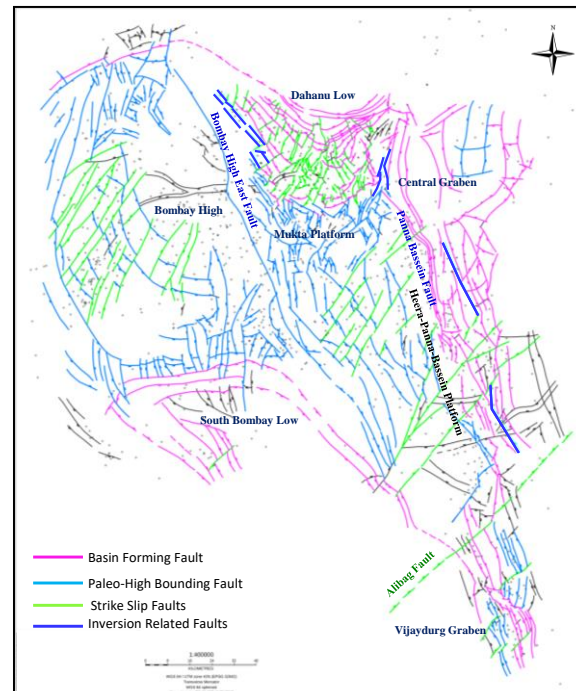 N
Dahanu Low
Bombay High East Fault
Central Graben
Bombay High
Mukta Platform
Panna Bassein Fault
Heera-Panna-Bassein Platform
South Bombay Low
Alibag Fault
Vijaydurg Graben
Basin Forming Fault
Paleo-High Bounding Fault
Strike Slip Faults
Inversion Related Faults
1:400000
KILOMETRES